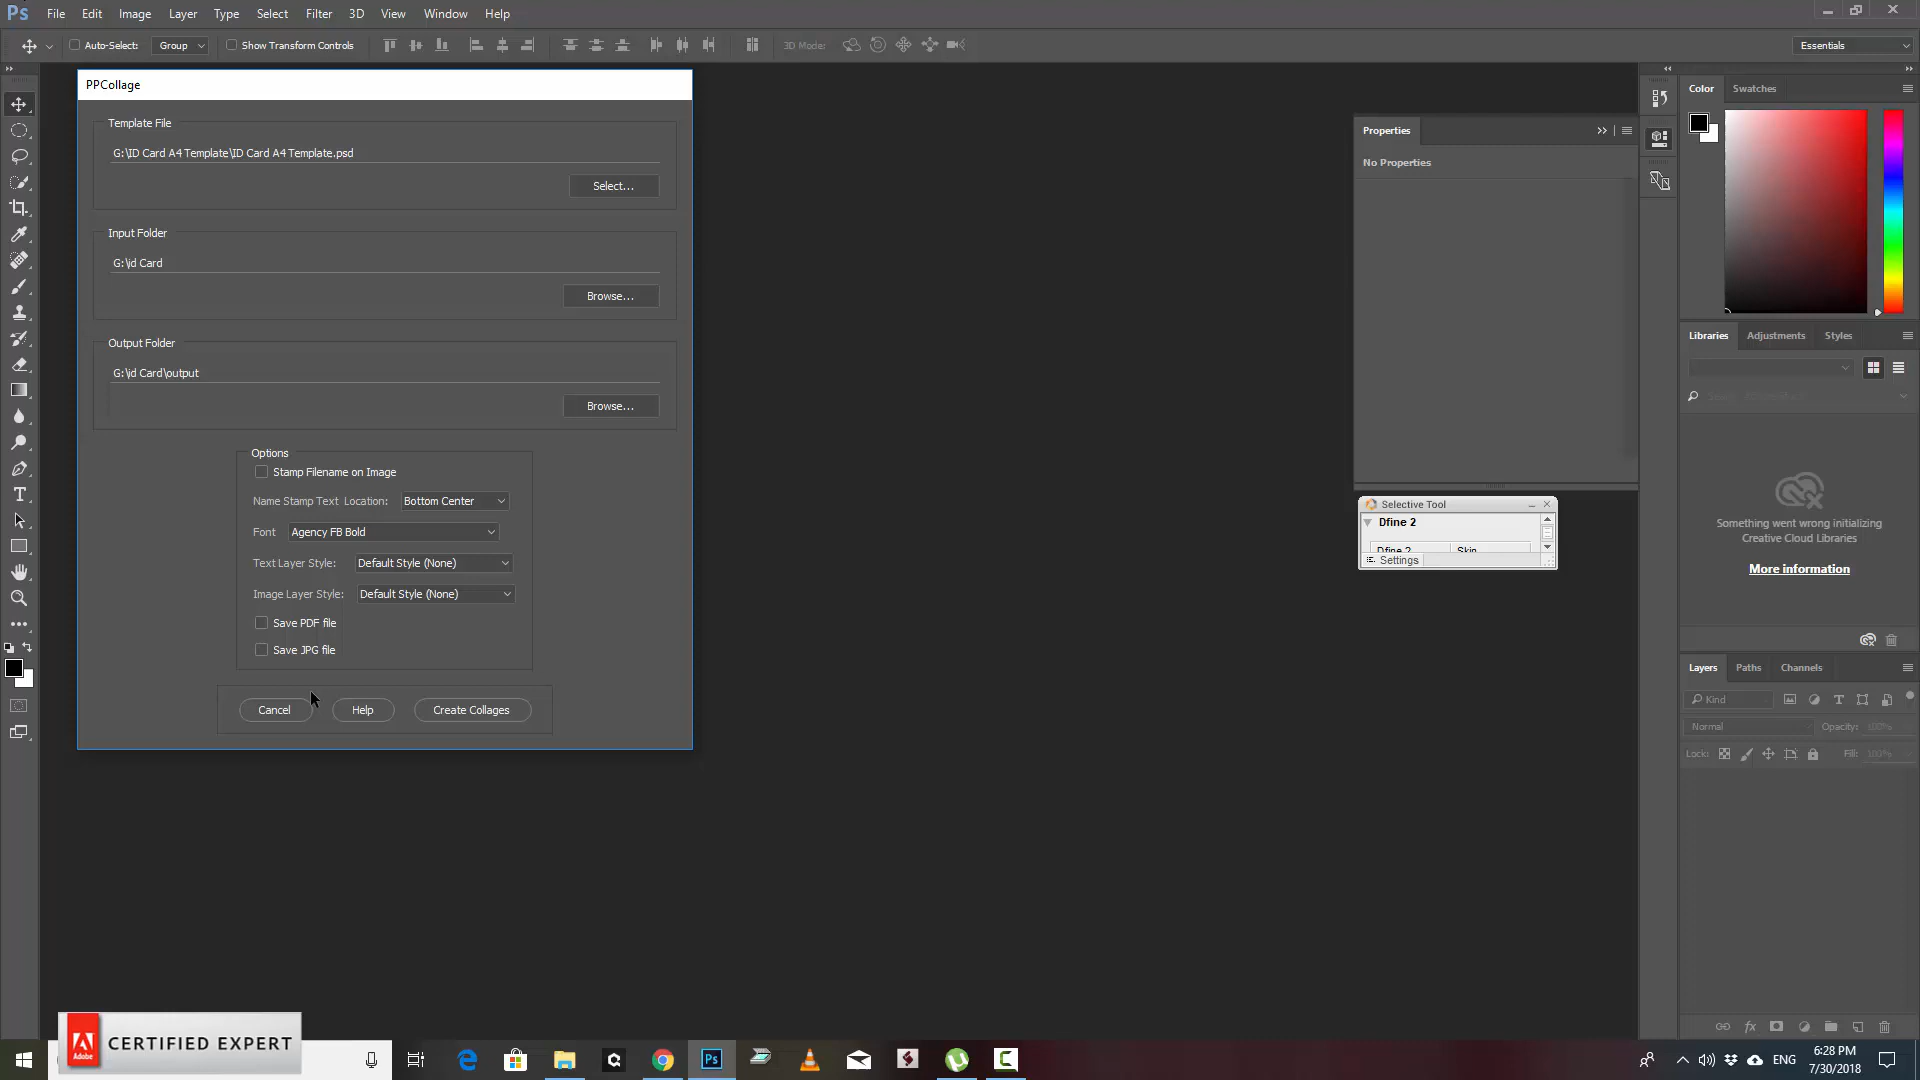 Ps File Edit Image Layer Type Select Filter 3D View Window Help
Auto-Select: Group Show Transform Controls 3D Mode: Essentials
PPCollage
Template File
G:\ID Card A4 Template\ID Card A4 Template.psd
Select...
Input Folder
G:\id Card
Browse...
Output Folder
G:\id Card\output
Browse...
Options
Stamp Filename on Image
Name Stamp Text Location: Bottom Center
Font Agency FB Bold
Text Layer Style: Default Style (None)
Image Layer Style: Default Style (None)
Save PDF file
Save JPG file
Cancel Help Create Collages
Properties
No Properties
Selective Tool
Dfine 2
Dfine 2 Skin
Settings
Color Swatches
Libraries Adjustments Styles
Something went wrong initializing
Creative Cloud Libraries
More information
Layers Paths Channels
Kind
Normal Opacity: 100%
Lock: Fill: 100%
Adobe CERTIFIED EXPERT
Ps
ENG
6:28 PM
7/30/2018